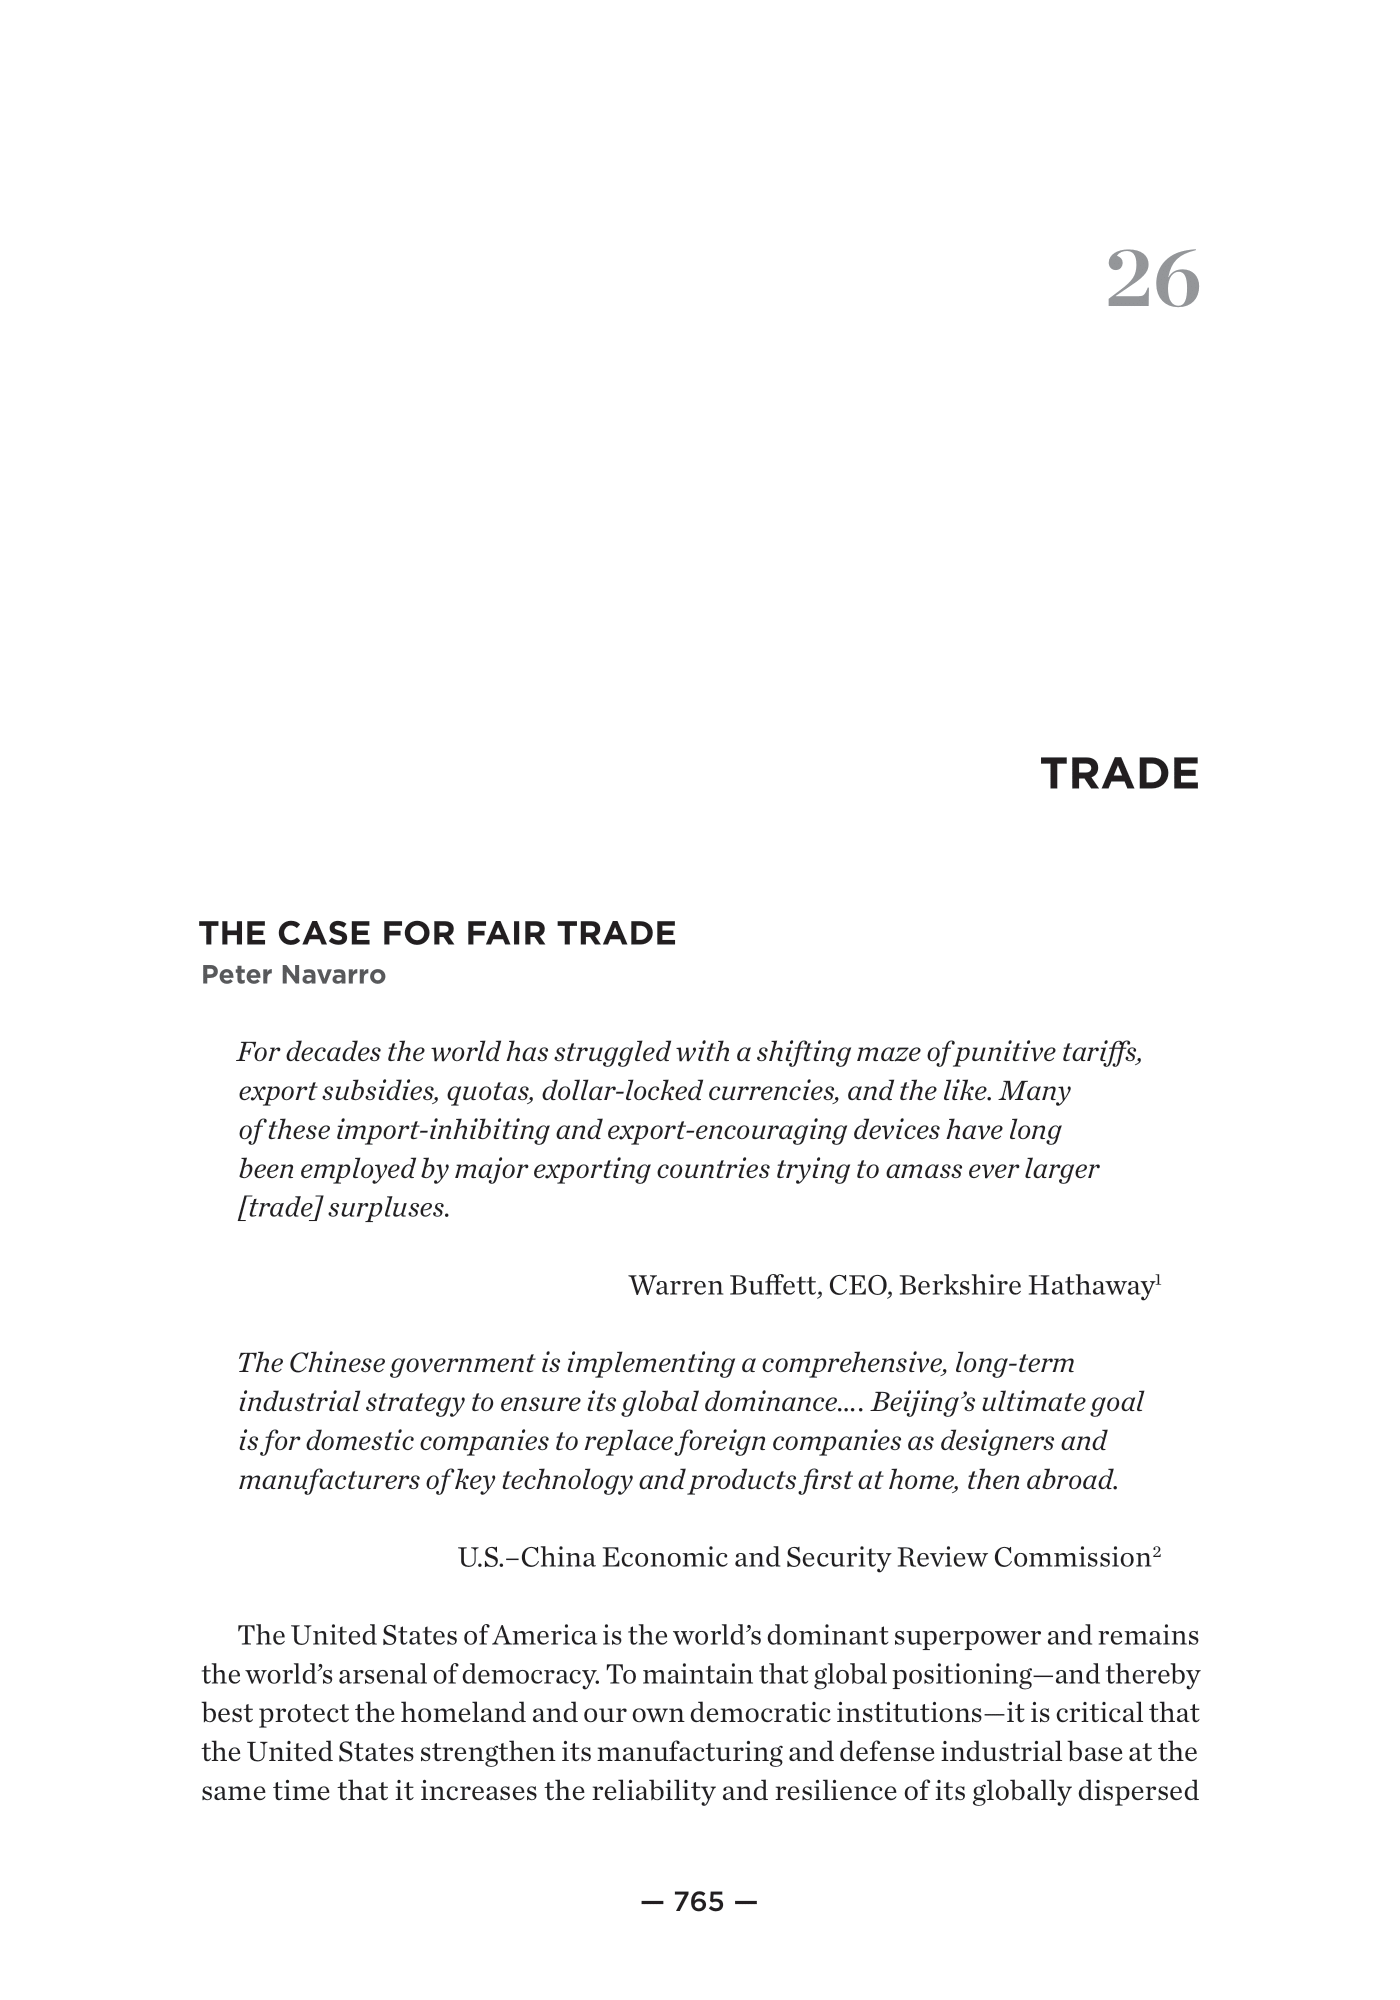 26
TRADE
THE CASE FOR FAIR TRADE
Peter Navarro
For decades the world has struggled with a shifting maze of punitive tariffs,
export subsidies, quotas, dollar-locked currencies, and the like. Many
of these import-inhibiting and export-encouraging devices have long
been employed by major exporting countries trying to amass ever larger
[trade] surpluses.
Warren Buffett, CEO, Berkshire Hathaway¹
The Chinese government is implementing a comprehensive, long-term
industrial strategy to ensure its global dominance.... Beijing’s ultimate goal
is for domestic companies to replace foreign companies as designers and
manufacturers of key technology and products first at home, then abroad.
U.S.–China Economic and Security Review Commission²
The United States of America is the world’s dominant superpower and remains
the world’s arsenal of democracy. To maintain that global positioning—and thereby
best protect the homeland and our own democratic institutions—it is critical that
the United States strengthen its manufacturing and defense industrial base at the
same time that it increases the reliability and resilience of its globally dispersed
— 765 —